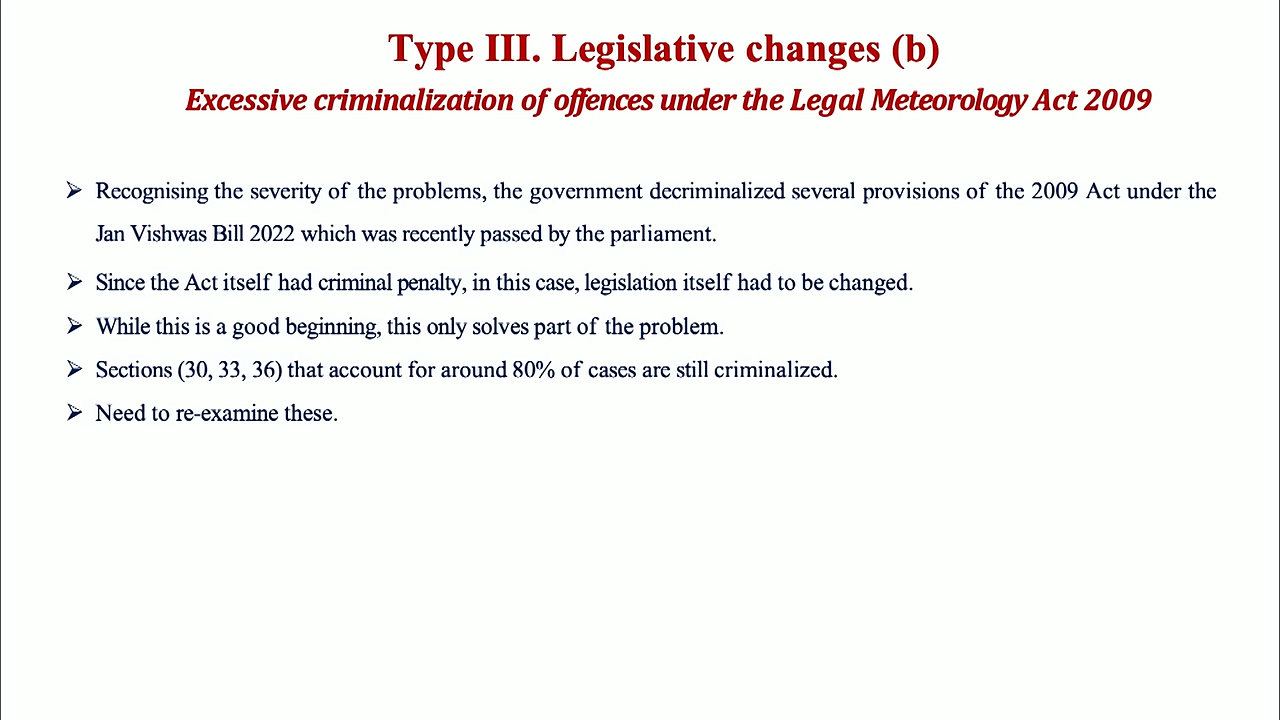 Type III. Legislative changes (b)
Excessive criminalization of offences under the Legal Meteorology Act 2009
➢ Recognising the severity of the problems, the government decriminalized several provisions of the 2009 Act under the
Jan Vishwas Bill 2022 which was recently passed by the parliament.
➢ Since the Act itself had criminal penalty, in this case, legislation itself had to be changed.
➢ While this is a good beginning, this only solves part of the problem.
➢ Sections (30, 33, 36) that account for around 80% of cases are still criminalized.
➢ Need to re-examine these.